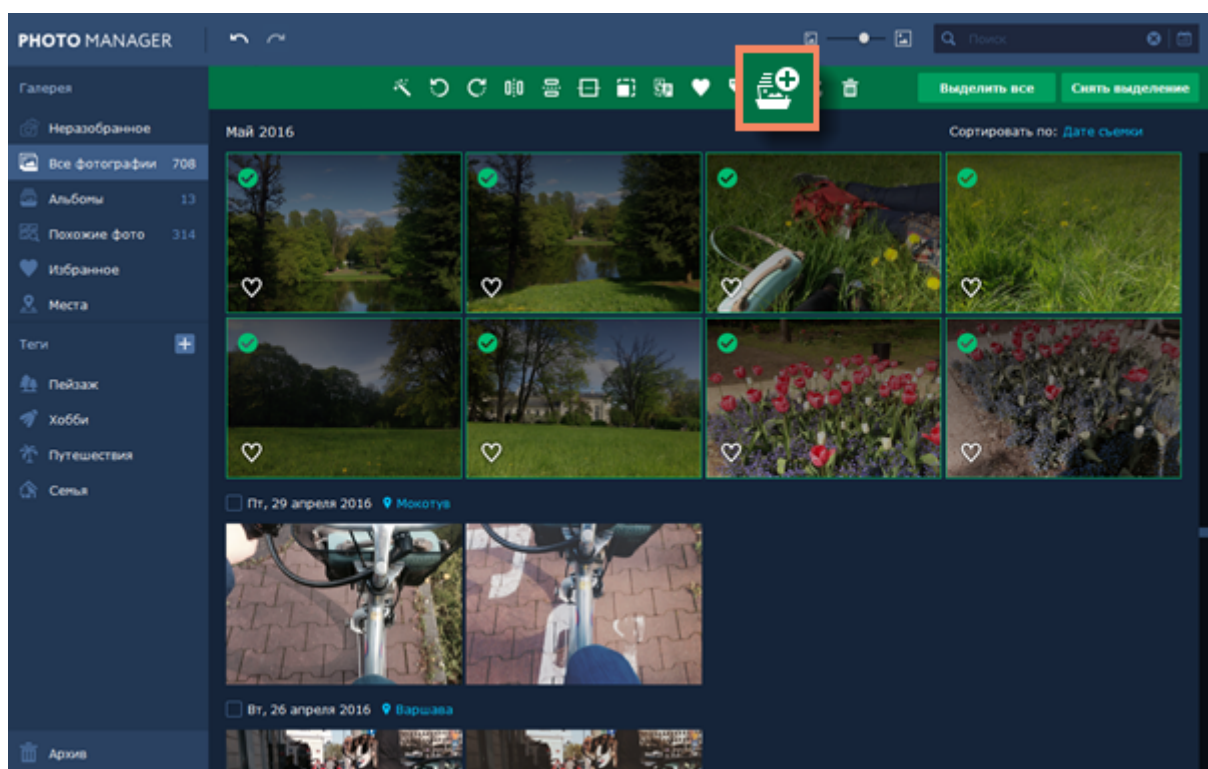 PHOTO MANAGER
Поиск
Галерея
Выделить все
Снять выделение
Неразобранное
Май 2016
Сортировать по: Дате съемки
Все фотографии 708
Альбомы 13
Похожие фото 314
Избранное
Места
Теги
Пейзаж
Хобби
Путешествия
Семья
Пт, 29 апреля 2016 Мокотув
Вт, 26 апреля 2016 Варшава
Архив